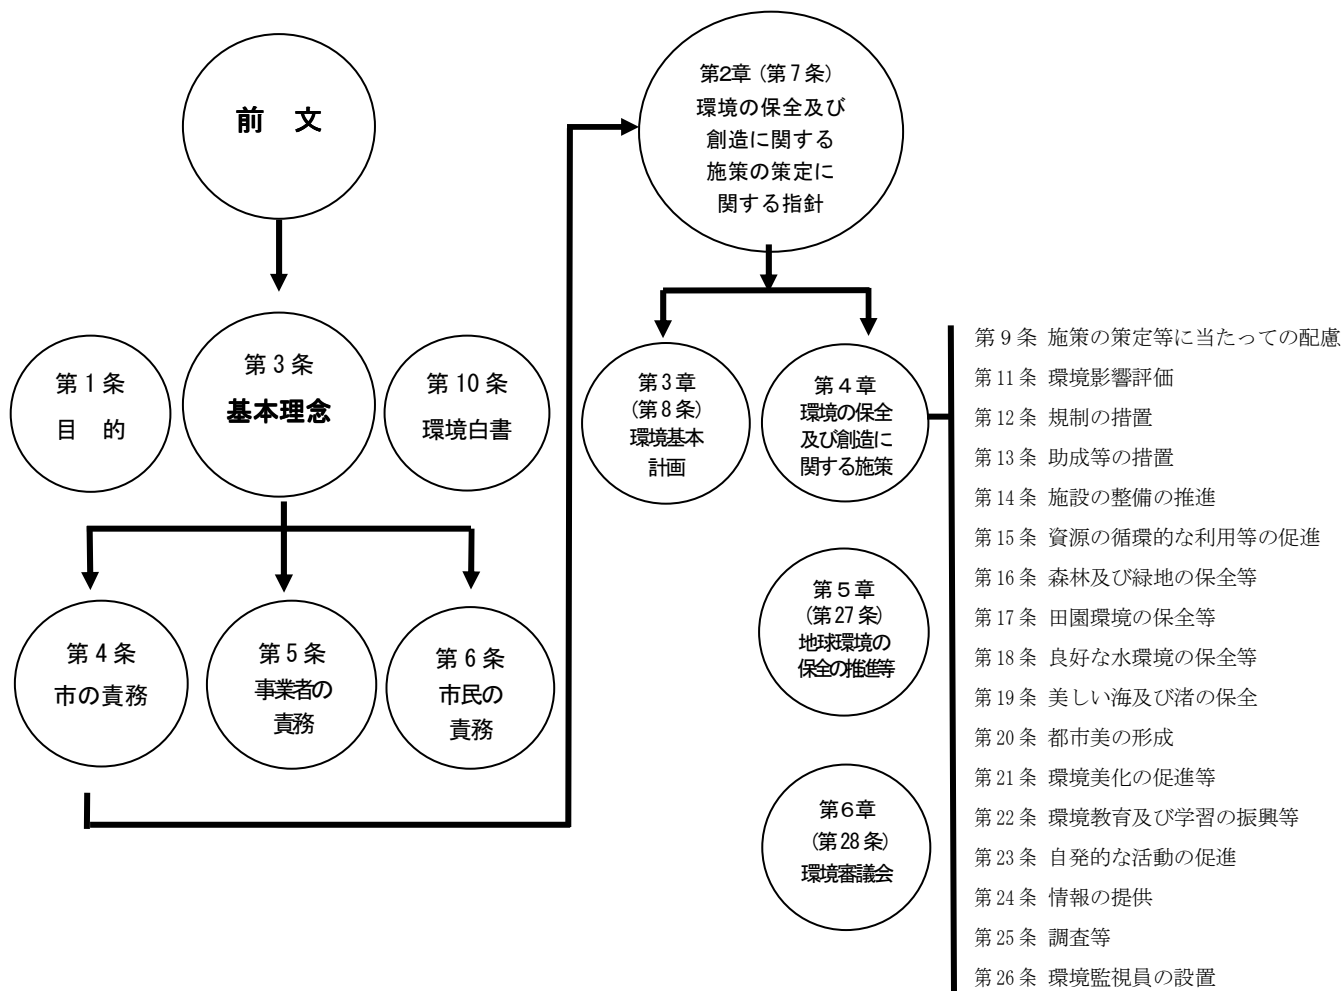 前 文
第1条
目 的
第3条
基本理念
第10条
環境白書
第4条
市の責務
第5条
事業者の
責務
第6条
市民の
責務
第2章(第7条)
環境の保全及び
創造に関する
施策の策定に
関する指針
第3章
(第8条)
環境基本
計画
第4章
環境の保全
及び創造に
関する施策
第5章
(第27条)
地球環境の
保全の推進等
第6章
(第28条)
環境審議会
第9条 施策の策定等に当たっての配慮
第11条 環境影響評価
第12条 規制の措置
第13条 助成等の措置
第14条 施設の整備の推進
第15条 資源の循環的な利用等の促進
第16条 森林及び緑地の保全等
第17条 田園環境の保全等
第18条 良好な水環境の保全等
第19条 美しい海及び渚の保全
第20条 都市美の形成
第21条 環境美化の促進等
第22条 環境教育及び学習の振興等
第23条 自発的な活動の促進
第24条 情報の提供
第25条 調査等
第26条 環境監視員の設置